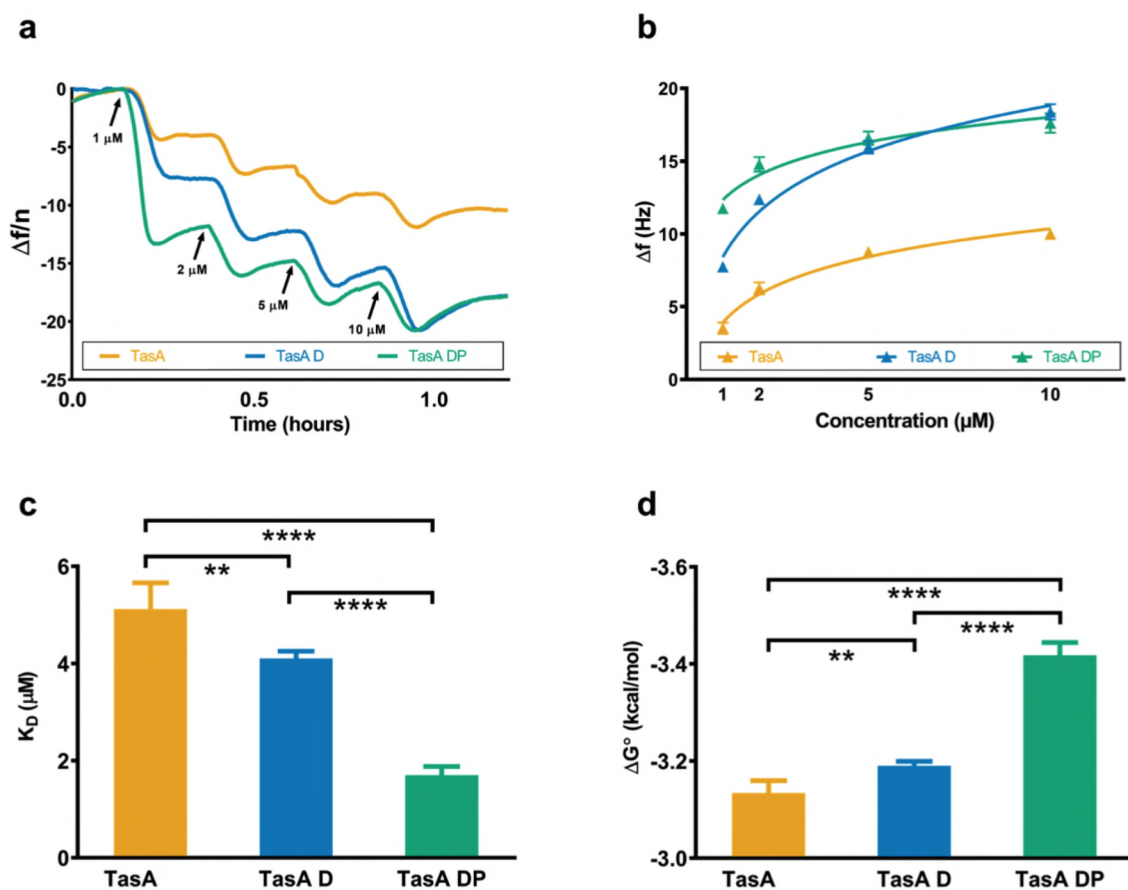 a
0
-5
-10
-15
-20
-25
Δf/n
1 μM
2 μM
5 μM
10 μM
TasA TasA D TasA DP
0.0 0.5 1.0
Time (hours)
b
20
15
10
5
0
Δf (Hz)
TasA TasA D TasA DP
1 2 5 10
Concentration (μM)
c
6
4
2
0
K_D (μM)
****
**
****
TasA TasA D TasA DP
d
-3.6
-3.4
-3.2
-3.0
ΔG° (kcal/mol)
****
****
**
TasA TasA D TasA DP